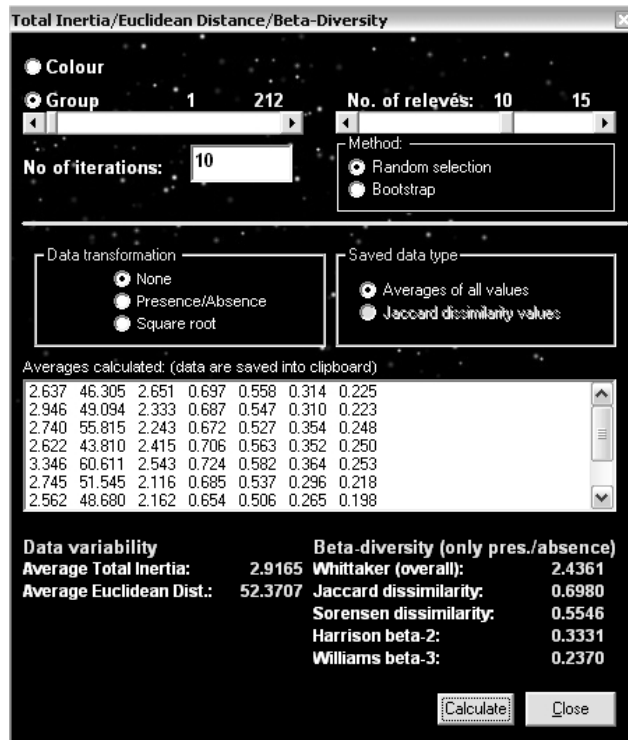 Total Inertia/Euclidean Distance/Beta-Diversity
Colour
Group 1 212
No. of relevés: 10 15
No of iterations: 10
Method:
Random selection
Bootstrap
Data transformation
None
Presence/Absence
Square root
Saved data type
Averages of all values
Jaccard dissimilarity values
Averages calculated: (data are saved into clipboard)
2.637 46.305 2.651 0.697 0.558 0.314 0.225
2.946 49.094 2.333 0.687 0.547 0.310 0.223
2.740 55.815 2.243 0.672 0.527 0.354 0.248
2.622 43.810 2.415 0.706 0.563 0.352 0.250
3.346 60.611 2.543 0.724 0.582 0.364 0.253
2.745 51.545 2.116 0.685 0.537 0.296 0.218
2.562 48.680 2.162 0.654 0.506 0.265 0.198
Data variability
Average Total Inertia: 2.9165
Average Euclidean Dist.: 52.3707
Beta-diversity (only pres./absence)
Whittaker (overall): 2.4361
Jaccard dissimilarity: 0.6980
Sorensen dissimilarity: 0.5546
Harrison beta-2: 0.3331
Williams beta-3: 0.2370
Calculate
Close